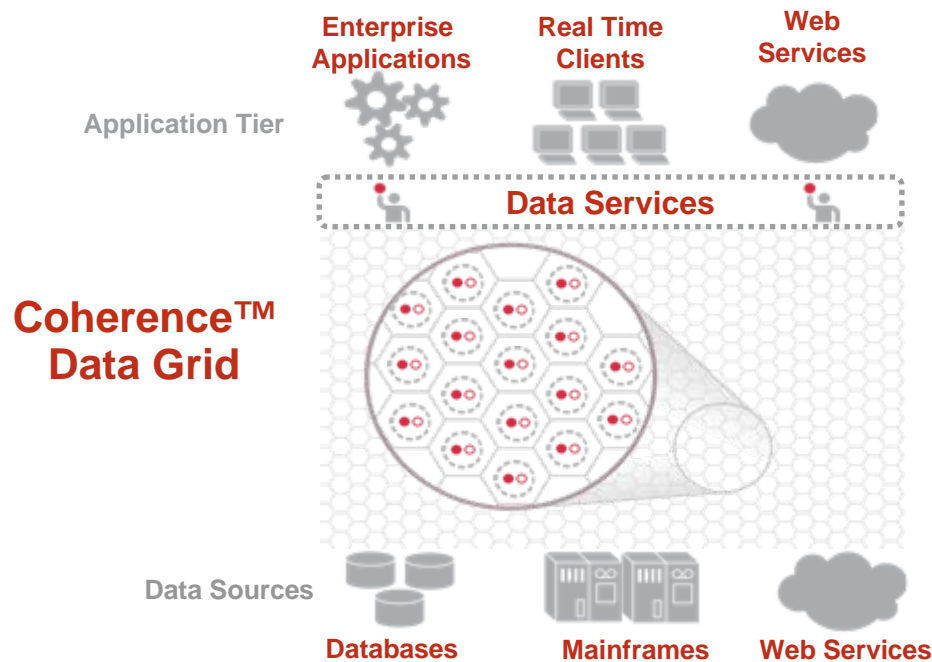 Enterprise
Applications
Real Time
Clients
Web
Services
Application Tier
Data Services
Coherence™
Data Grid
Data Sources
Databases
Mainframes
Web Services